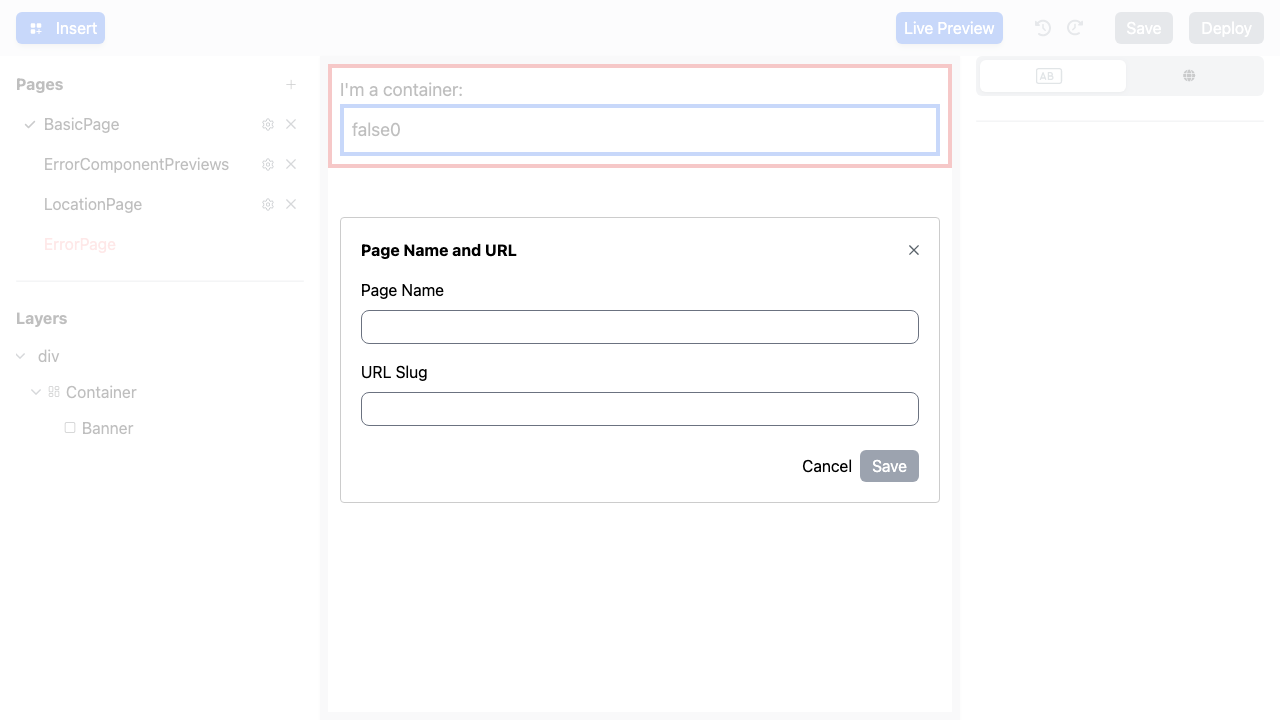 Insert
Live Preview
Save
Deploy
Pages
BasicPage
ErrorComponentPreviews
LocationPage
ErrorPage
Layers
div
Container
Banner
I'm a container:
false0
Page Name and URL
Page Name
URL Slug
Cancel
Save
AB